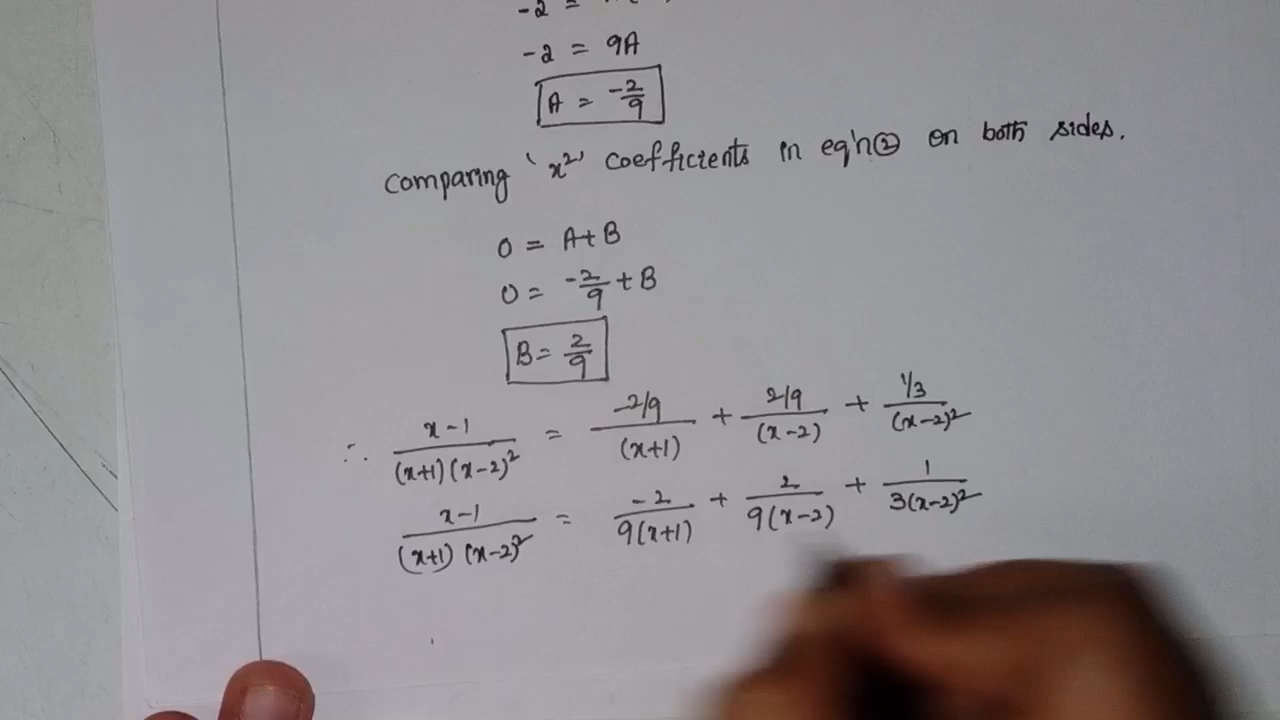 -2 =
-2 = 9A
A = -2/9
Comparing 'x²' coefficients in eq'n② on both sides.
0 = A+B
0 = -2/9 + B
B = 2/9
∴ x-1/(x+1)(x-2)² = -2/9/(x+1) + 2/9/(x-2) + 1/3/(x-2)²
x-1/(x+1)(x-2)² = -2/9(x+1) + 2/9(x-2) + 1/3(x-2)²